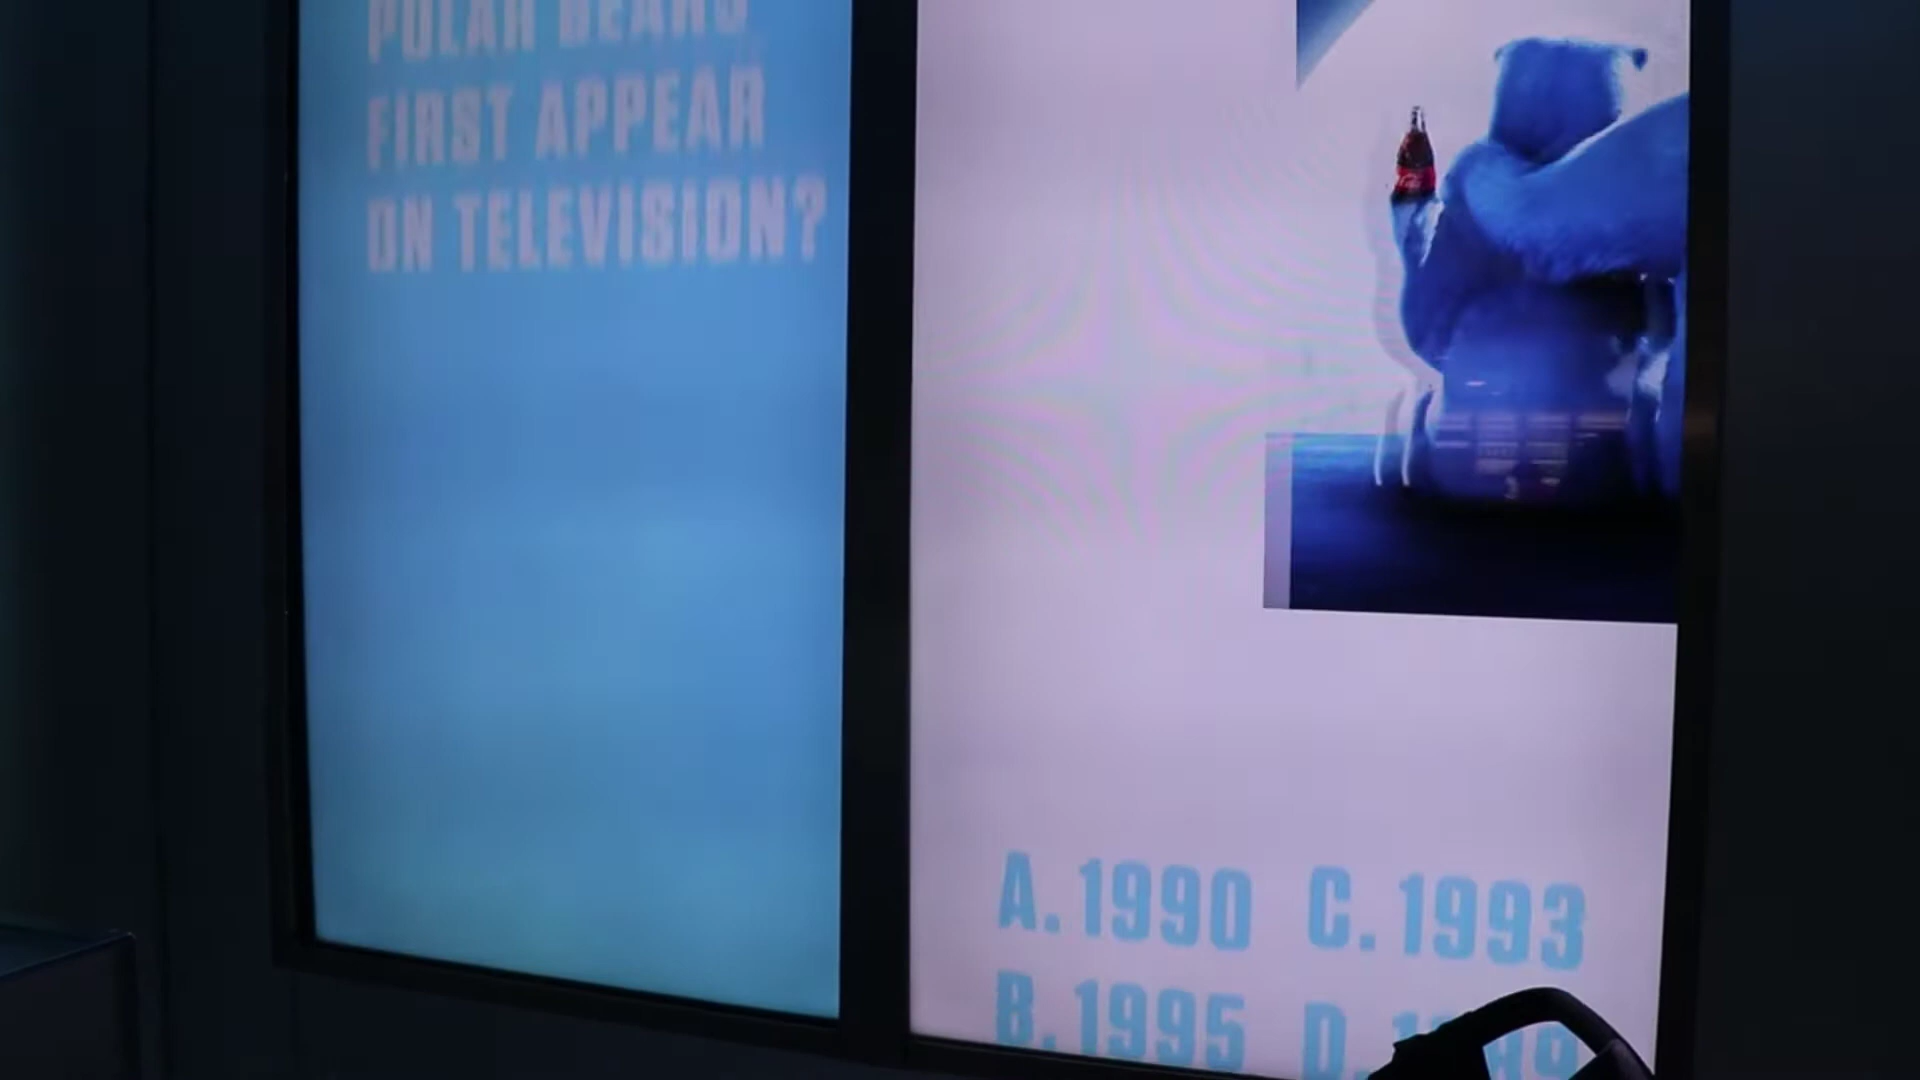 POLAR BEARS
FIRST APPEAR
ON TELEVISION?
A. 1990 C. 1993
B. 1995 D.